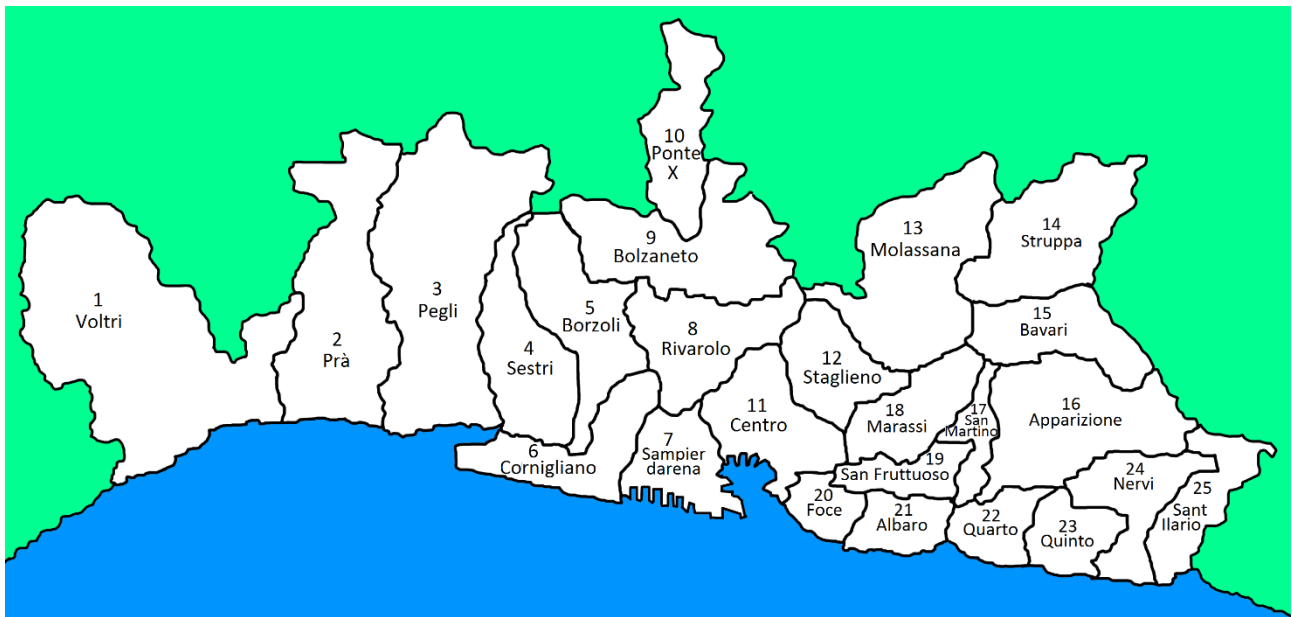 1
Voltri
2
Prà
3
Pegli
4
Sestri
5
Borzoli
6
Cornigliano
7
Sampier
darena
8
Rivarolo
9
Bolzaneto
10
Ponte
X
11
Centro
12
Staglieno
13
Molassana
14
Struppa
15
Bavari
16
Apparizione
17
San
Martino
18
Marassi
19
San Fruttuoso
20
Foce
21
Albaro
22
Quarto
23
Quinto
24
Nervi
25
Sant
Ilario